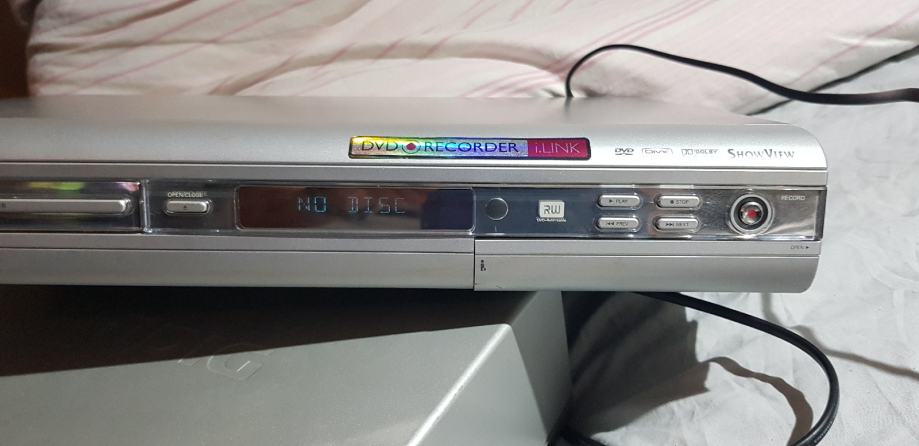 DVD RECORDER i.LINK
DVD DivX DOLBY SHOWVIEW
OPEN/CLOSE
NO DISC
RW
PLAY
STOP
PREV
NEXT
RECORD
OPEN